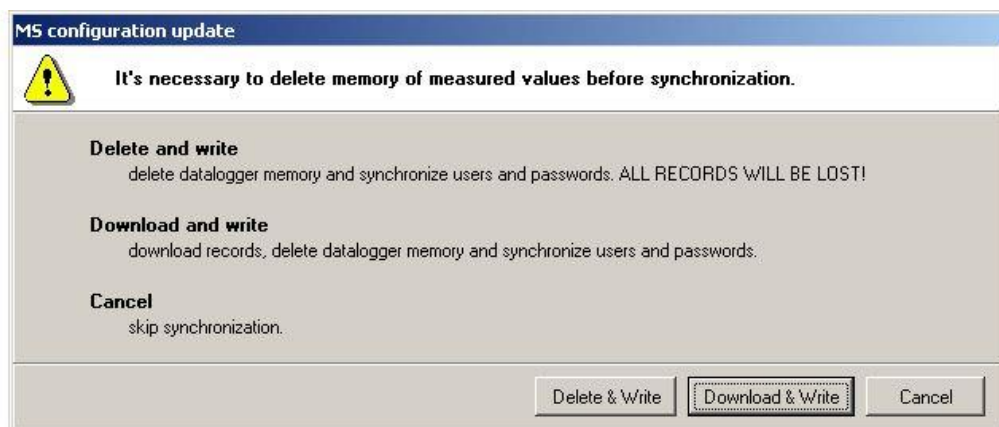 MS configuration update
It's necessary to delete memory of measured values before synchronization.
Delete and write
delete datalogger memory and synchronize users and passwords. ALL RECORDS WILL BE LOST!
Download and write
download records, delete datalogger memory and synchronize users and passwords.
Cancel
skip synchronization.
Delete & Write
Download & Write
Cancel